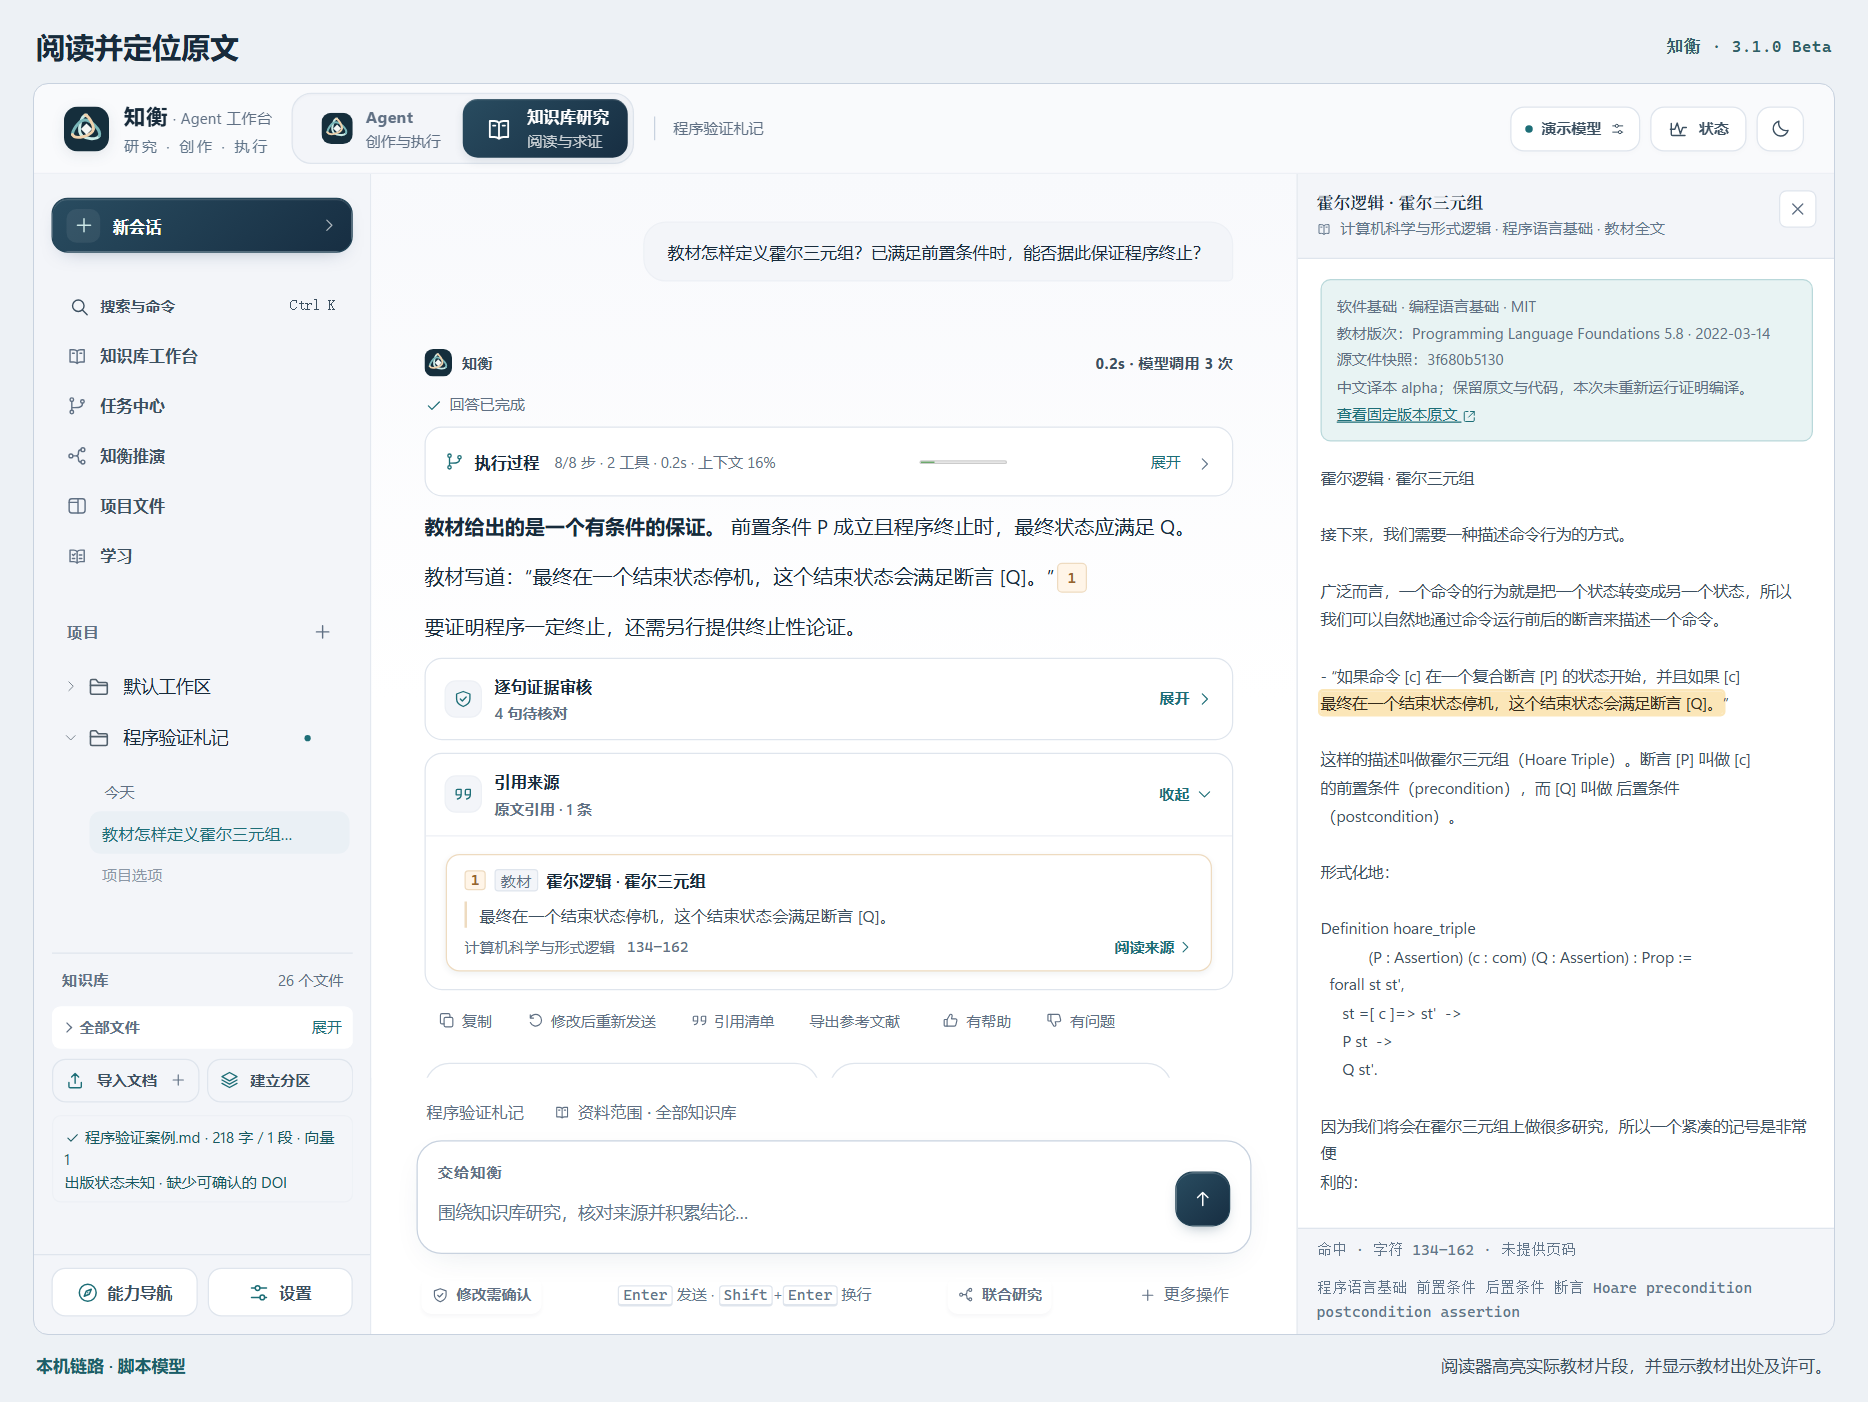 阅读并定位原文
知衡 · 3.1.0 Beta
知衡 · Agent 工作台
研究 · 创作 · 执行
Agent
创作与执行
知识库研究
阅读与求证
程序验证札记
演示模型
状态
新会话
搜索与命令 Ctrl K
知识库工作台
任务中心
知衡推演
项目文件
学习
项目
默认工作区
程序验证札记
今天
教材怎样定义霍尔三元组...
项目选项
知识库 26 个文件
全部文件 展开
导入文档
建立分区
程序验证案例.md · 218 字 / 1 段 · 向量
1
出版状态未知 · 缺少可确认的 DOI
能力导航
设置
教材怎样定义霍尔三元组？已满足前置条件时，能否据此保证程序终止？
知衡
0.2s · 模型调用 3 次
回答已完成
执行过程 8/8 步 · 2 工具 · 0.2s · 上下文 16% 展开
教材给出的是一个有条件的保证。 前置条件 P 成立且程序终止时，最终状态应满足 Q。
教材写道：“最终在一个结束状态停机，这个结束状态会满足断言 [Q]。” 1
要证明程序一定终止，还需另行提供终止性论证。
逐句证据审核
4 句待核对
展开
引用来源
原文引用 · 1 条
收起
1 教材 霍尔逻辑 · 霍尔三元组
最终在一个结束状态停机，这个结束状态会满足断言 [Q]。
计算机科学与形式逻辑 134–162 阅读来源
复制 修改后重新发送 引用清单 导出参考文献 有帮助 有问题
程序验证札记 资料范围 · 全部知识库
交给知衡
围绕知识库研究，核对来源并积累结论...
修改需确认 Enter 发送 · Shift + Enter 换行 联合研究 更多操作
霍尔逻辑 · 霍尔三元组
计算机科学与形式逻辑 · 程序语言基础 · 教材全文
软件基础 · 编程语言基础 · MIT
教材版次：Programming Language Foundations 5.8 · 2022-03-14
源文件快照：3f680b5130
中文译本 alpha；保留原文与代码，本次未重新运行证明编译。
查看固定版本原文
霍尔逻辑 · 霍尔三元组
接下来，我们需要一种描述命令行为的方式。
广泛而言，一个命令的行为就是把一个状态转变成另一个状态，所以
我们可以自然地通过命令运行前后的断言来描述一个命令。
- “如果命令 [c] 在一个复合断言 [P] 的状态开始，并且如果 [c]
最终在一个结束状态停机，这个结束状态会满足断言 [Q]。”
这样的描述叫做霍尔三元组（Hoare Triple）。断言 [P] 叫做 [c]
的前置条件（precondition），而 [Q] 叫做 后置条件
（postcondition）。
形式化地：
Definition hoare_triple
(P : Assertion) (c : com) (Q : Assertion) : Prop :=
forall st st',
st =[ c ]=> st' ->
P st ->
Q st'.
因为我们将会在霍尔三元组上做很多研究，所以一个紧凑的记号是非常
便
利的：
命中 · 字符 134–162 · 未提供页码
程序语言基础 前置条件 后置条件 断言 Hoare precondition
postcondition assertion
本机链路 · 脚本模型
阅读器高亮实际教材片段，并显示教材出处及许可。